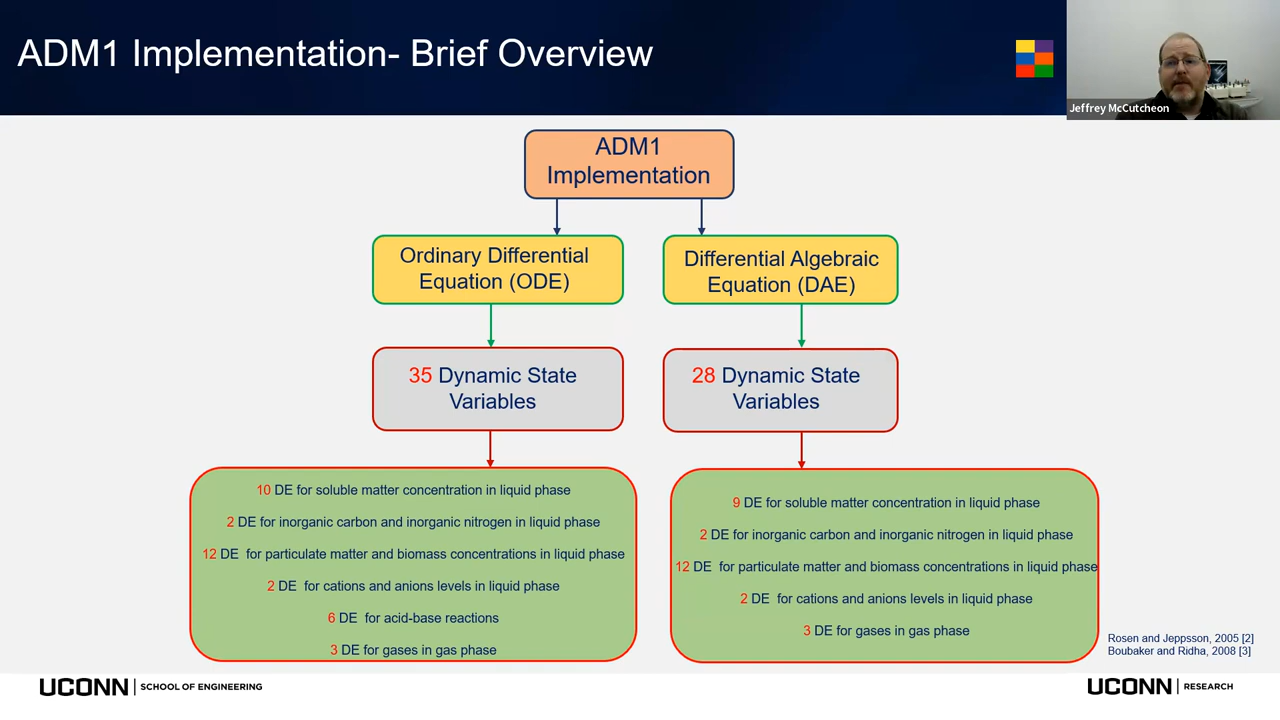 ADM1 Implementation- Brief Overview
Jeffrey McCutcheon
ADM1
Implementation
Ordinary Differential
Equation (ODE)
Differential Algebraic
Equation (DAE)
35 Dynamic State
Variables
28 Dynamic State
Variables
10 DE for soluble matter concentration in liquid phase
2 DE for inorganic carbon and inorganic nitrogen in liquid phase
12 DE for particulate matter and biomass concentrations in liquid phase
2 DE for cations and anions levels in liquid phase
6 DE for acid-base reactions
3 DE for gases in gas phase
9 DE for soluble matter concentration in liquid phase
2 DE for inorganic carbon and inorganic nitrogen in liquid phase
12 DE for particulate matter and biomass concentrations in liquid phase
2 DE for cations and anions levels in liquid phase
3 DE for gases in gas phase
Rosen and Jeppsson, 2005 [2]
Boubaker and Ridha, 2008 [3]
UCONN | SCHOOL OF ENGINEERING
UCONN | RESEARCH